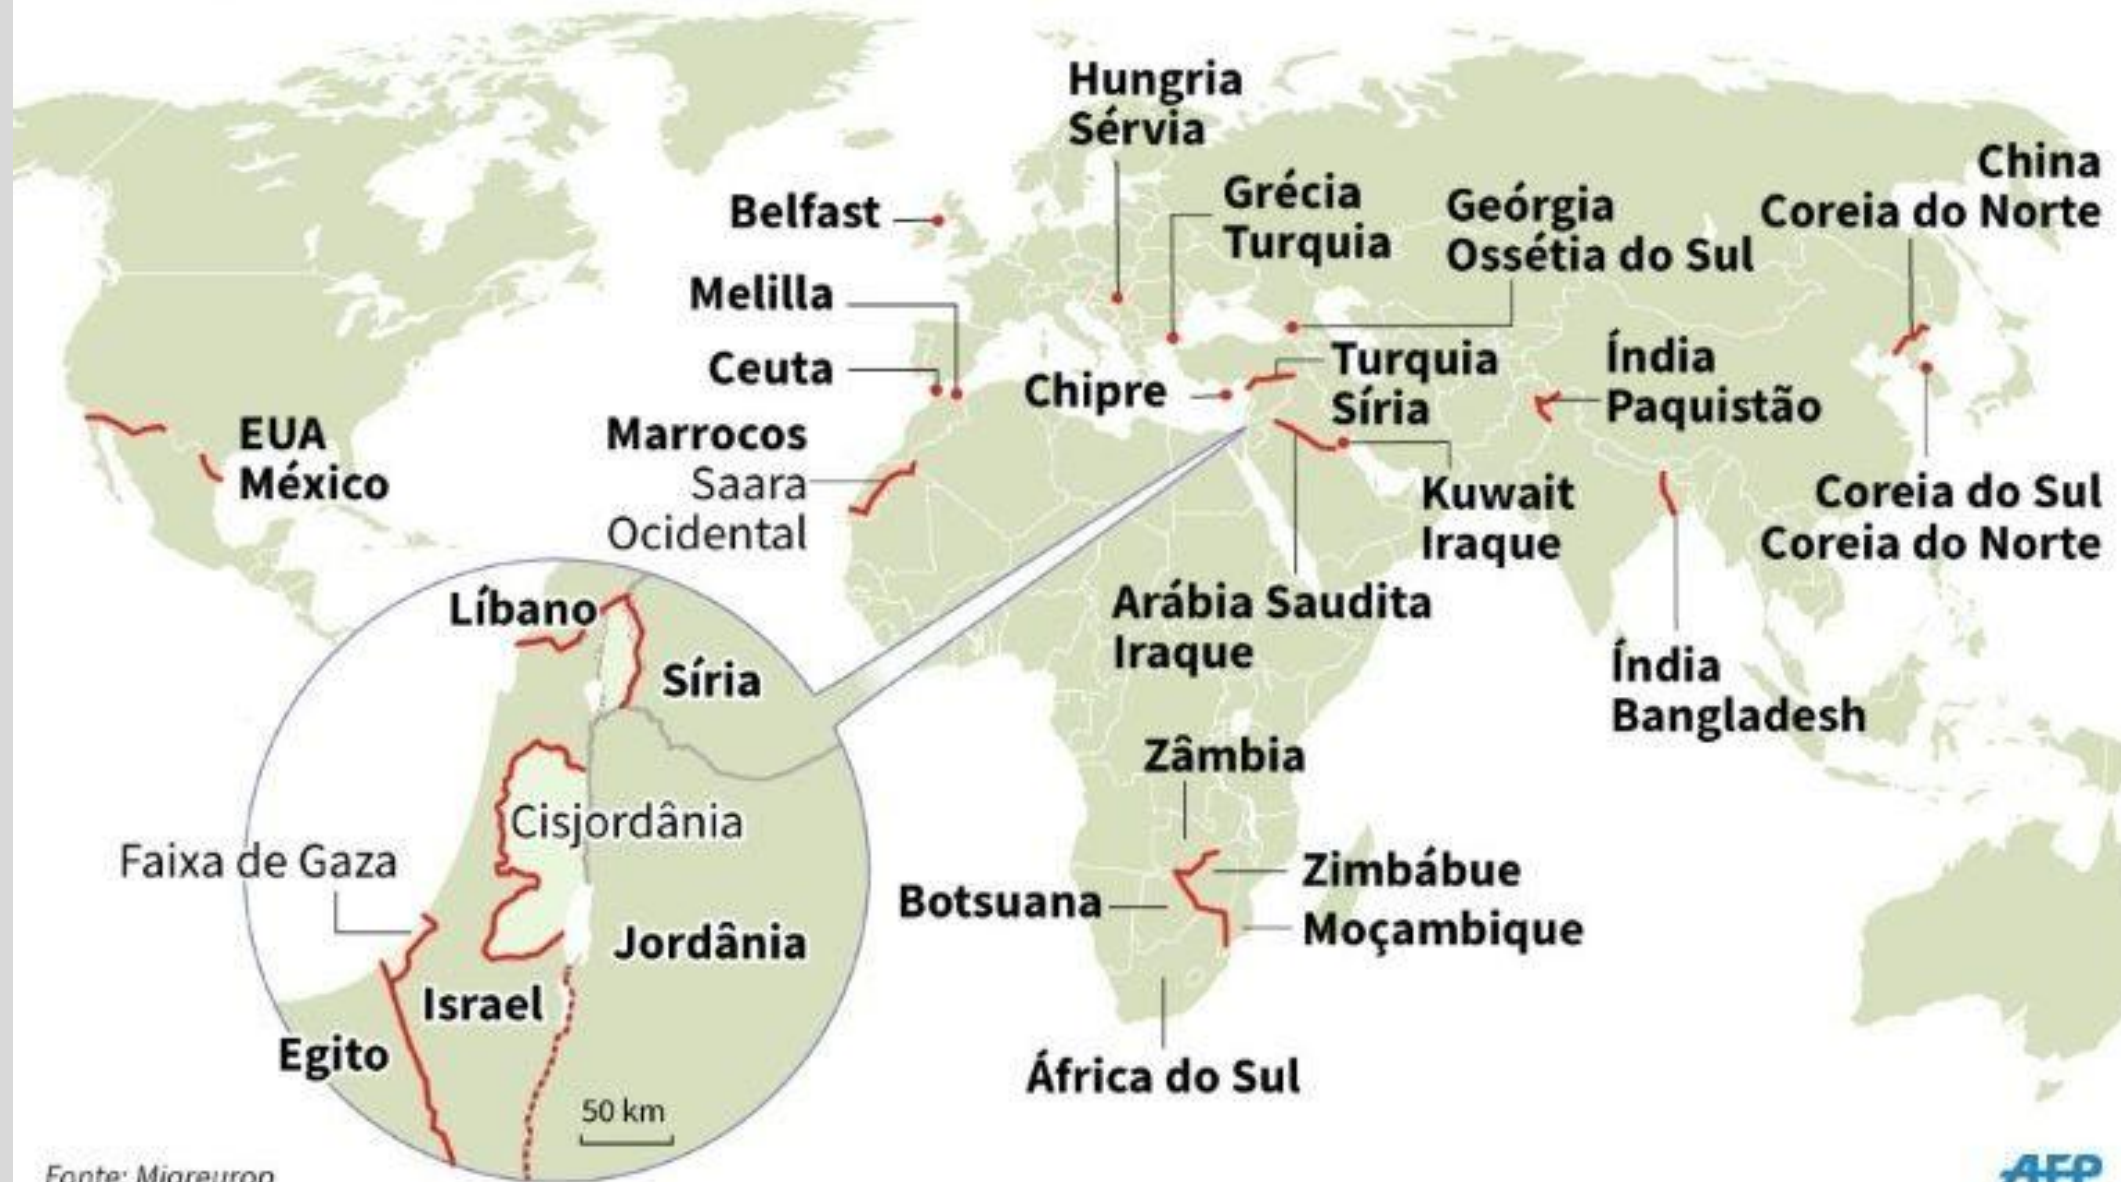 Hungria
Sérvia
Belfast
Grécia
Turquia
Geórgia
Ossétia do Sul
China
Coreia do Norte
Melilla
Ceuta
Chipre
Turquia
Síria
Índia
Paquistão
EUA
México
Marrocos
Saara
Ocidental
Kuwait
Iraque
Coreia do Sul
Coreia do Norte
Arábia Saudita
Iraque
Índia
Bangladesh
Líbano
Síria
Cisjordânia
Faixa de Gaza
Jordânia
Israel
Egito
50 km
Zâmbia
Zimbábue
Botsuana
Moçambique
África do Sul
Fonte: Migreurop
AFP